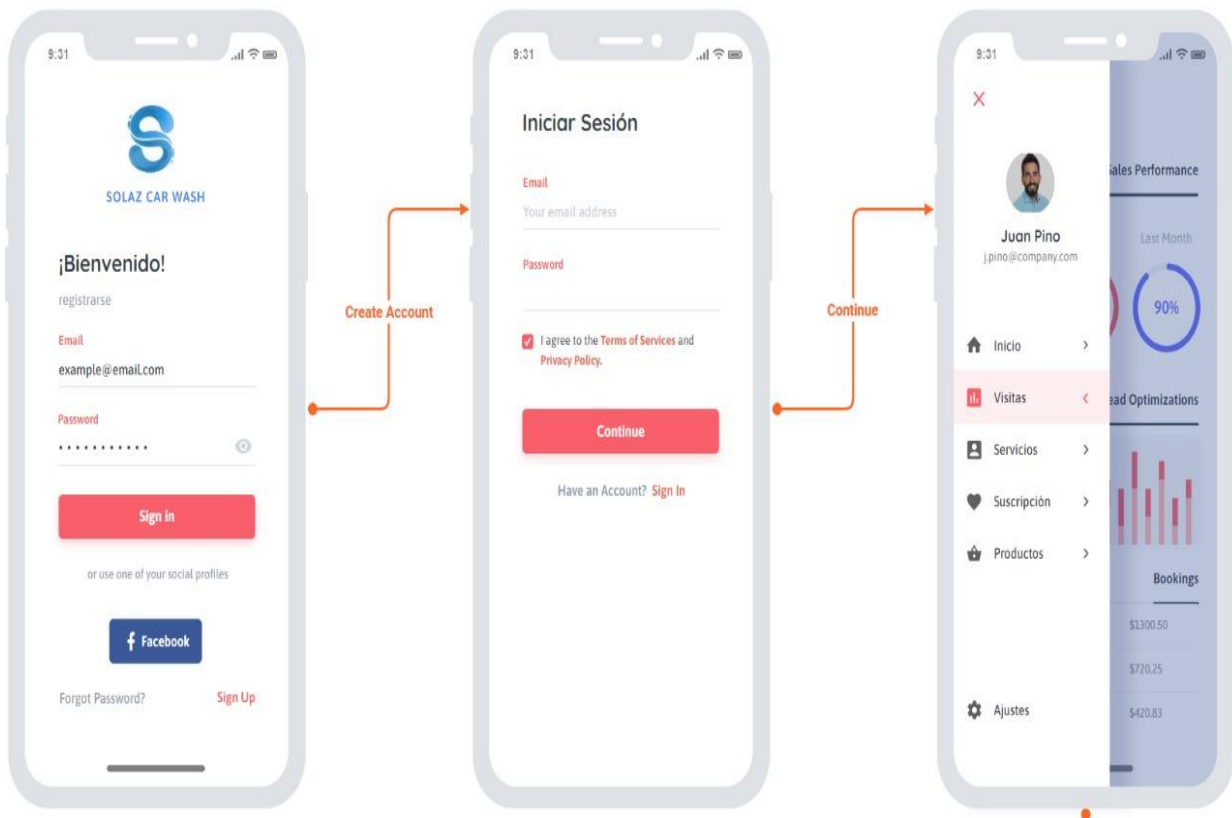 9:31
S
SOLAZ CAR WASH
¡Bienvenido!
registrarse
Email
example@email.com
Password
Sign in
or use one of your social profiles
f Facebook
Forgot Password? Sign Up
Create Account
9:31
Iniciar Sesión
Email
Your email address
Password
I agree to the Terms of Services and
Privacy Policy.
Continue
Have an Account? Sign In
Continue
9:31
Juan Pino
j.pino@company.com
Inicio
Visitas
Servicios
Suscripción
Productos
Ajustes
ales Performance
Last Month
90%
ead Optimizations
Bookings
$1300.50
$720.25
$420.83